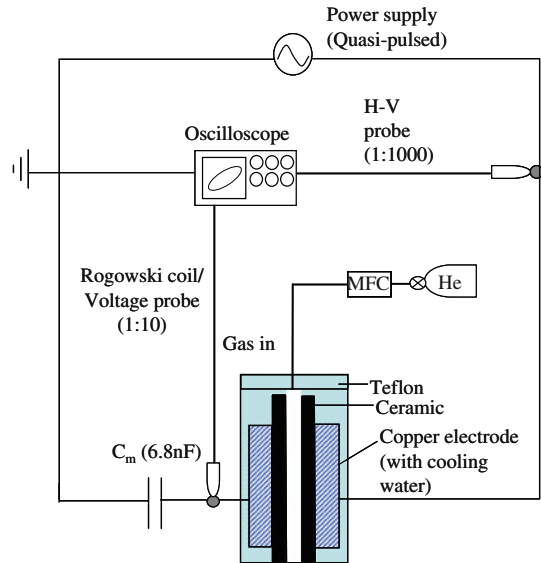 Power supply
(Quasi-pulsed)
H-V
probe
(1:1000)
Oscilloscope
Rogowski coil/
Voltage probe
(1:10)
MFC
He
Gas in
Teflon
Ceramic
Copper electrode
(with cooling
water)
Cm (6.8nF)